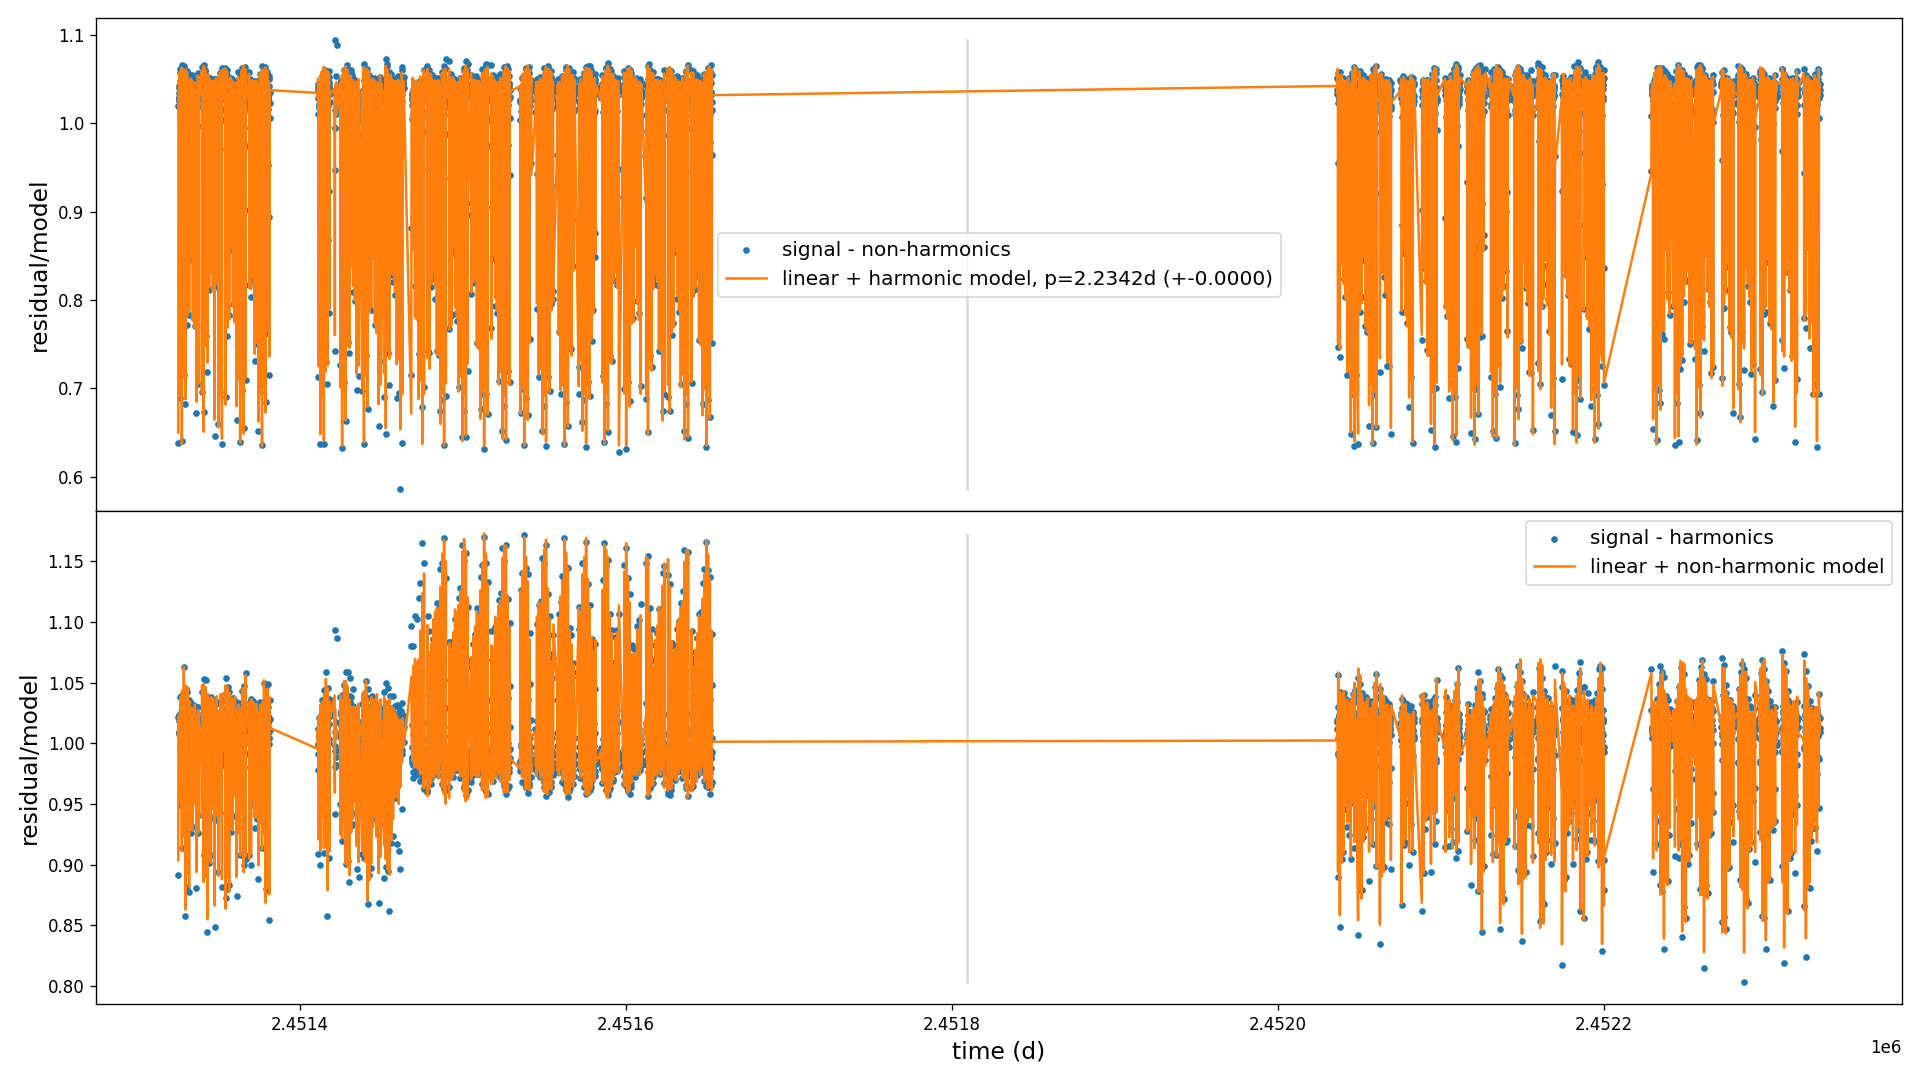 1.1
1.0
0.9
0.8
0.7
0.6
residual/model
signal - non-harmonics
linear + harmonic model, p=2.2342d (+-0.0000)
1.15
1.10
1.05
1.00
0.95
0.90
0.85
0.80
residual/model
signal - harmonics
linear + non-harmonic model
2.4514
2.4516
2.4518
2.4520
2.4522
1e6
time (d)